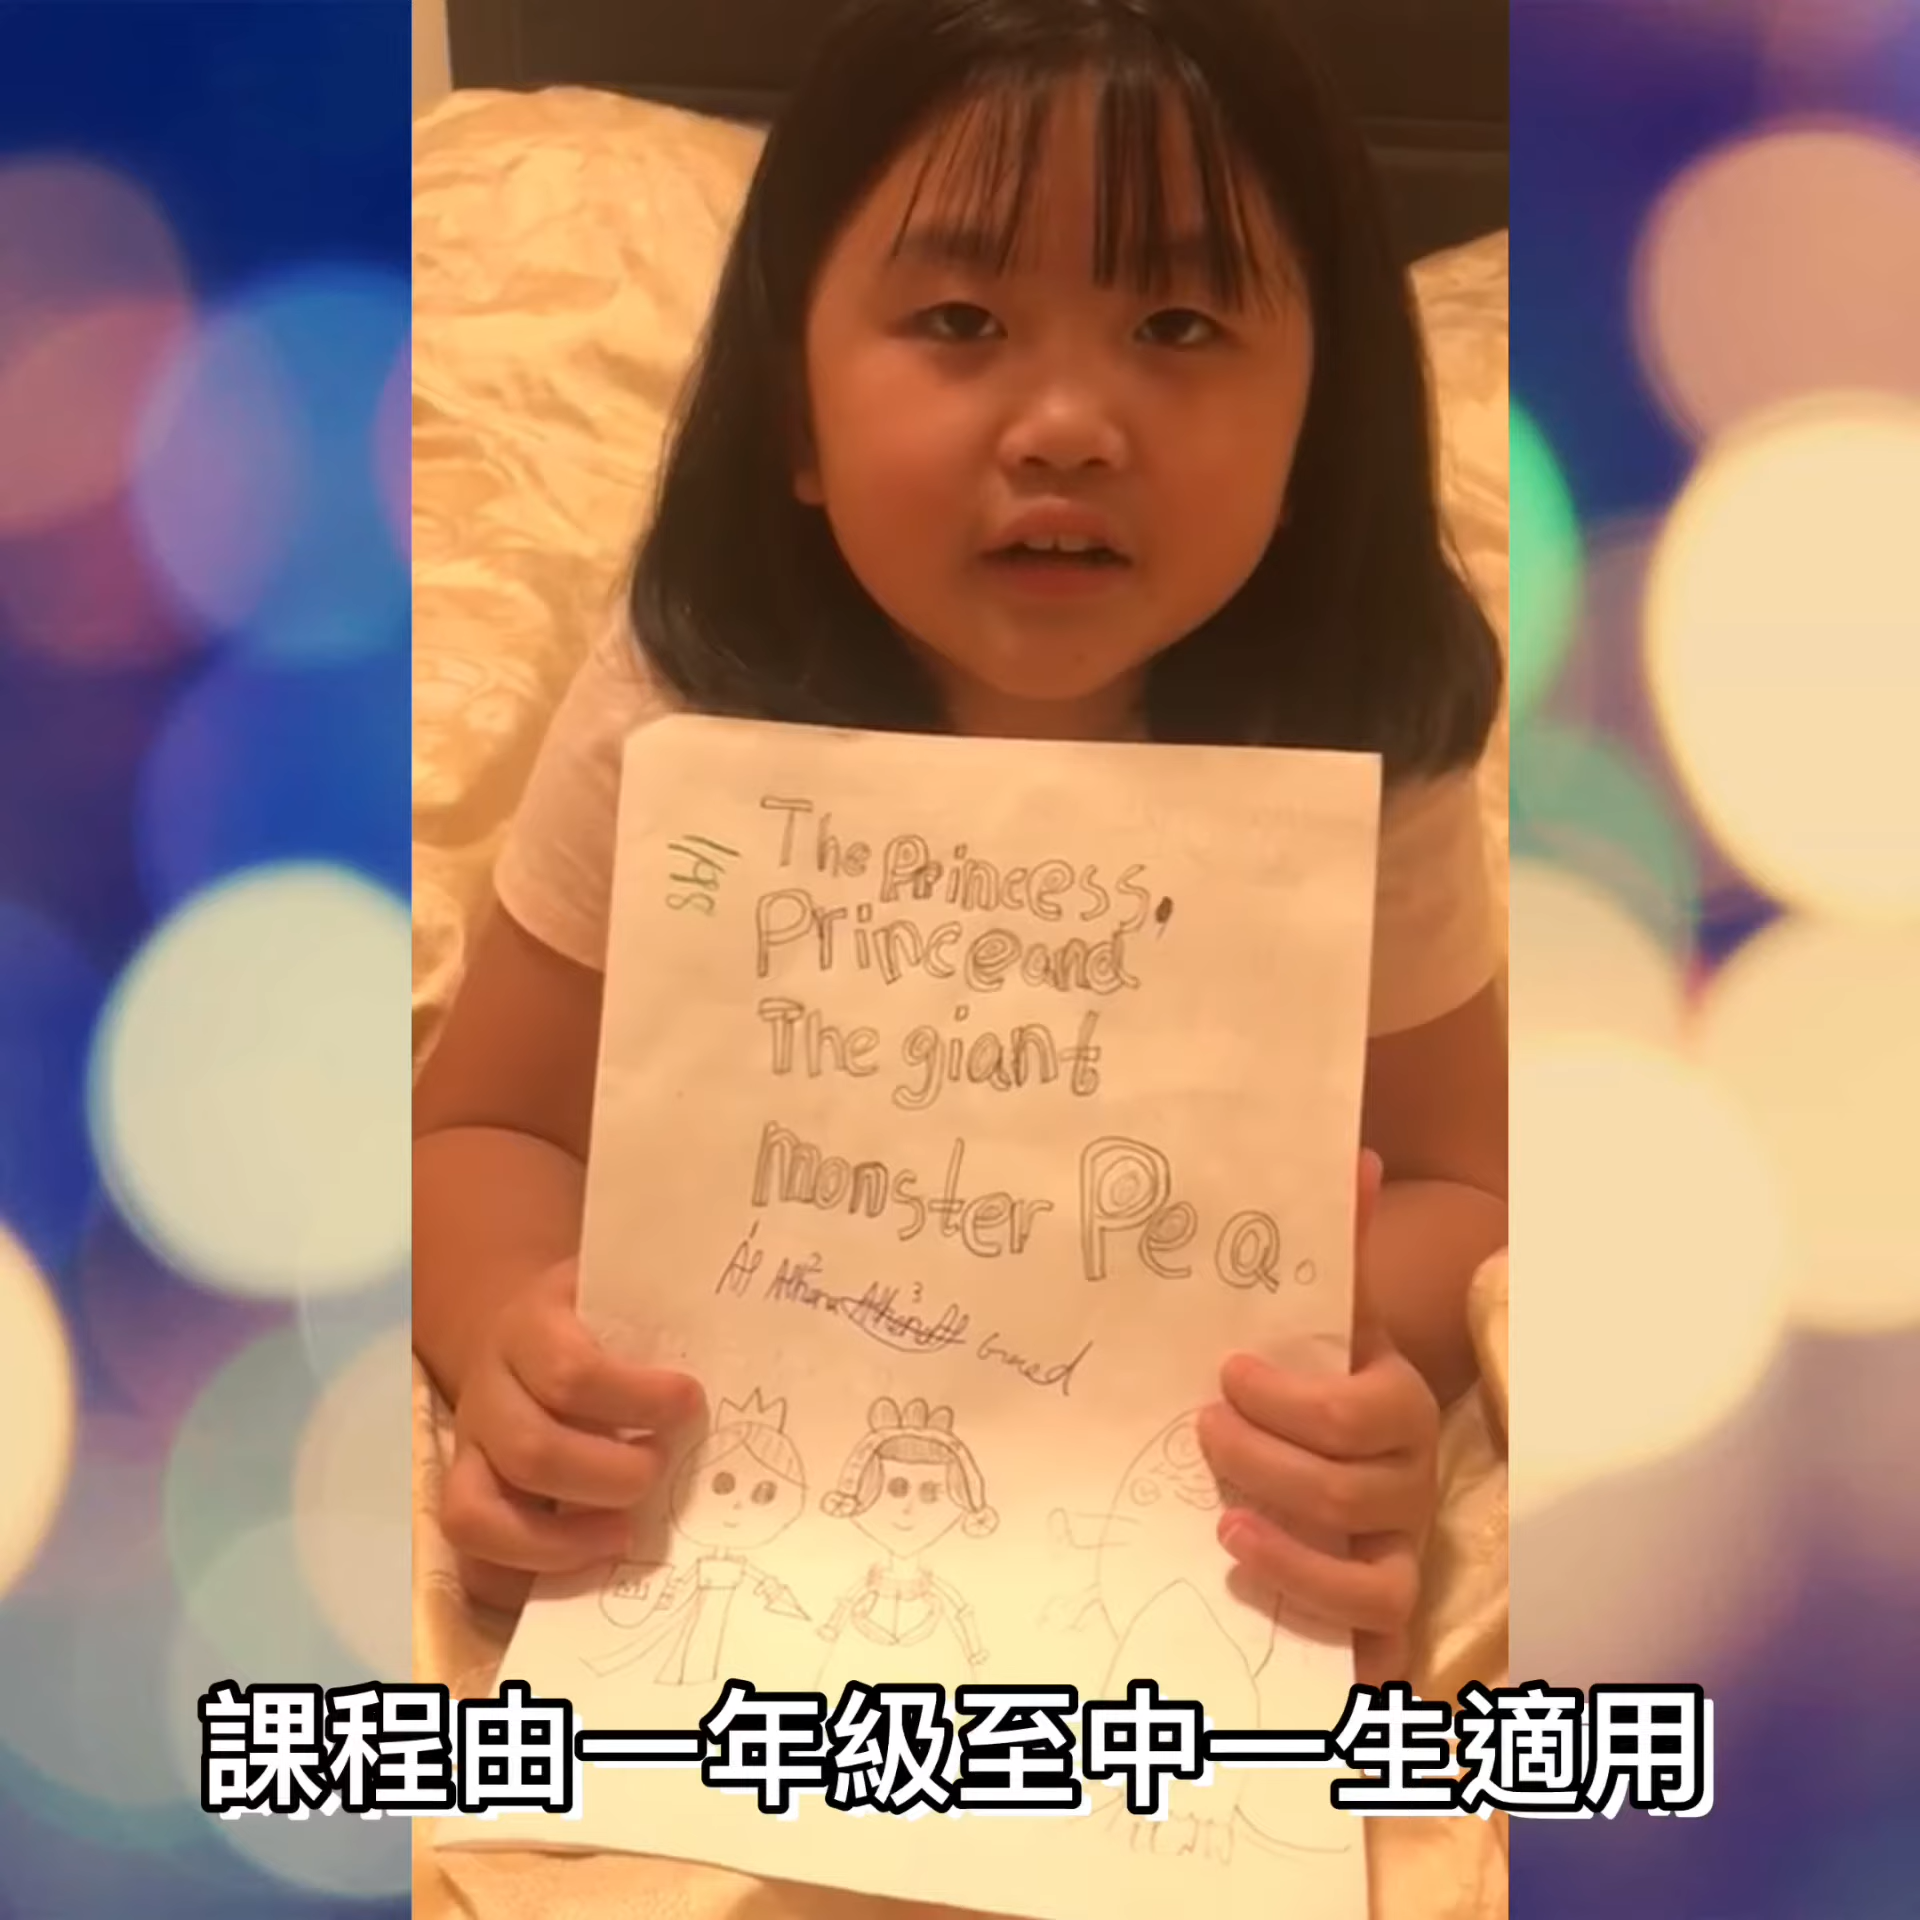 The Princess,
Prince and
The giant
monster Pea.
課程由一年級至中一生適用